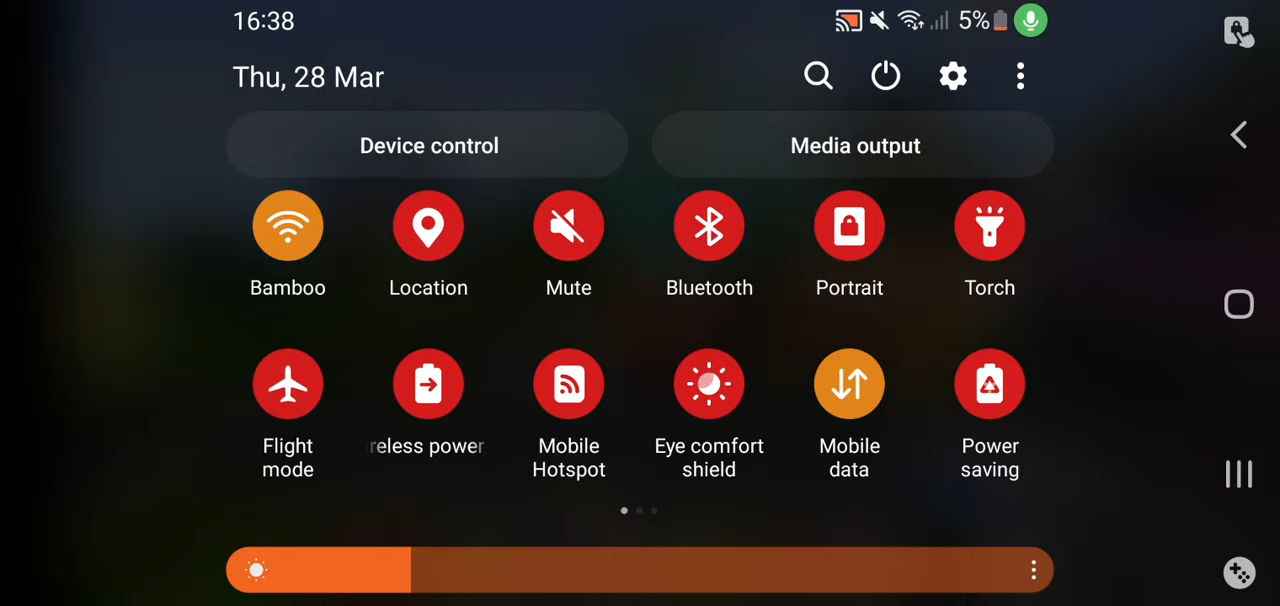 16:38
5%
Thu, 28 Mar
Device control
Media output
Bamboo
Location
Mute
Bluetooth
Portrait
Torch
Flight
mode
reless power
Mobile
Hotspot
Eye comfort
shield
Mobile
data
Power
saving